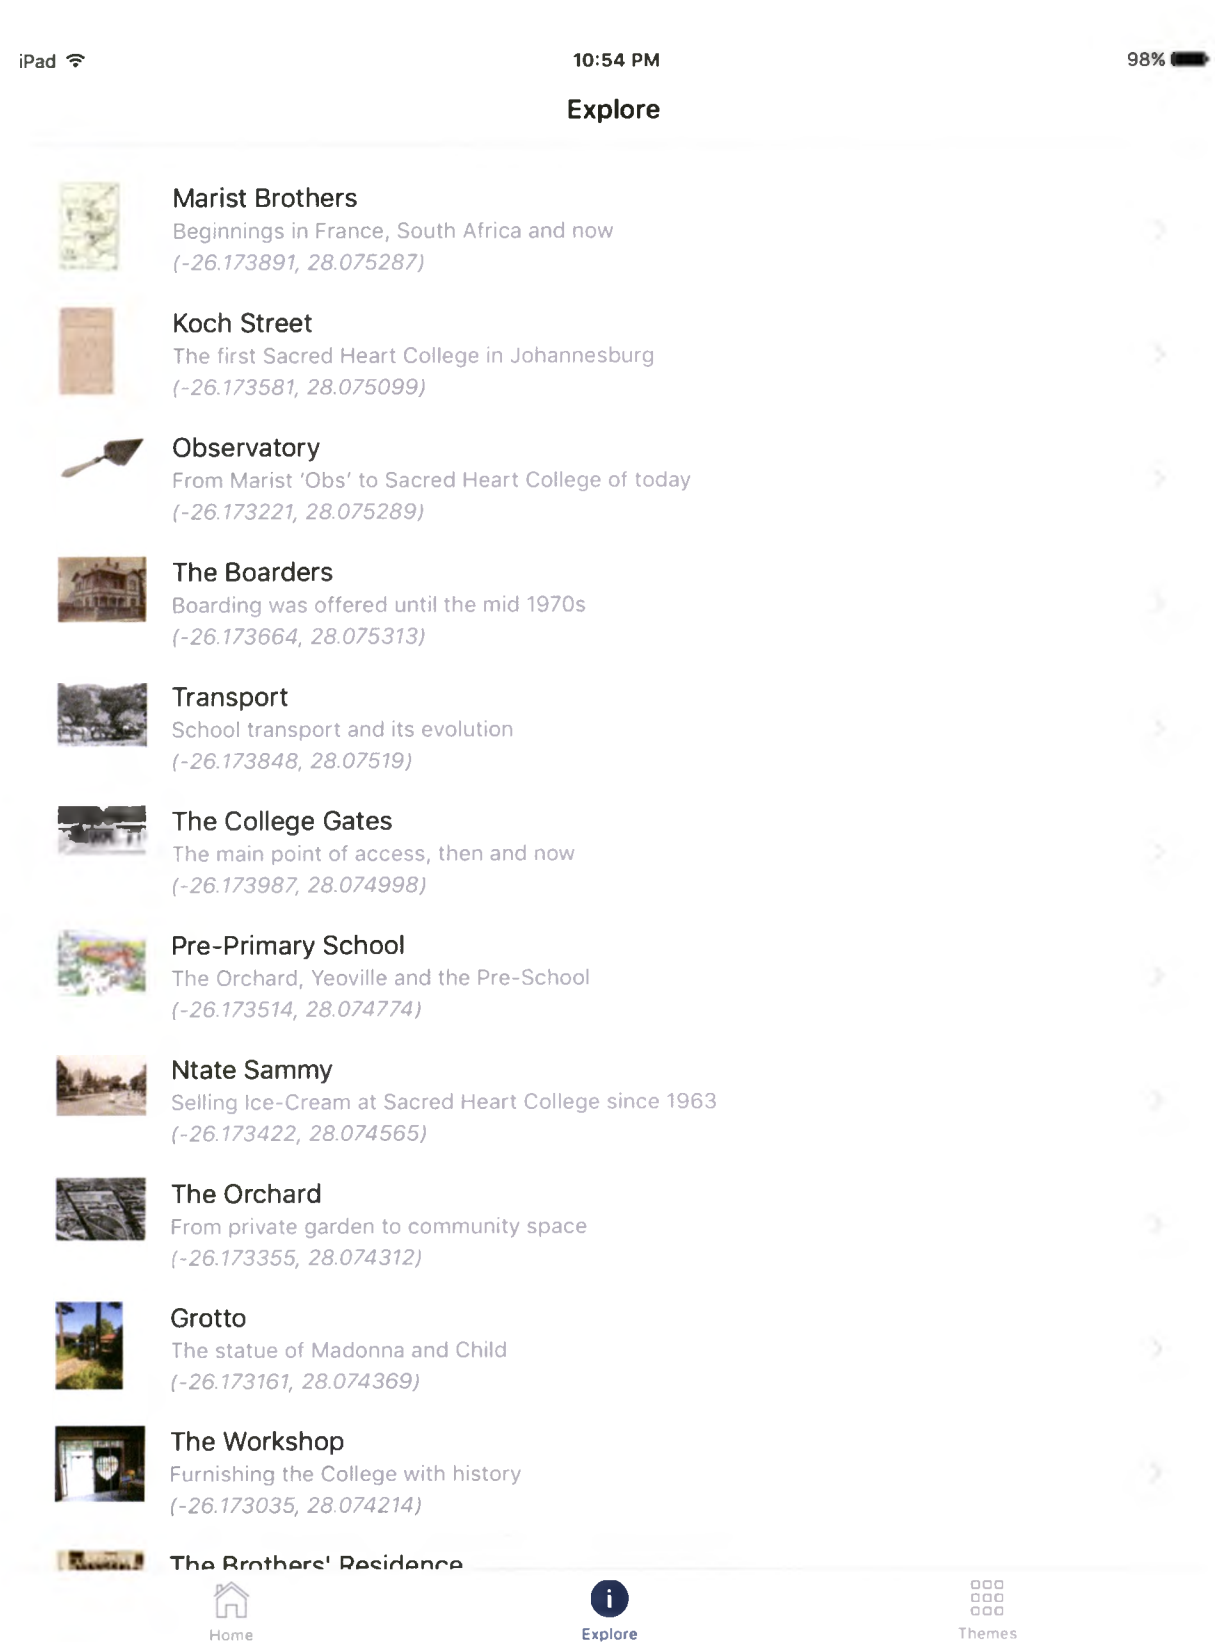 iPad
10:54 PM
98%
Explore
Marist Brothers
Beginnings in France, South Africa and now
(-26.173891, 28.075287)
Koch Street
The first Sacred Heart College in Johannesburg
(-26.173581, 28.075099)
Observatory
From Marist ‘Obs’ to Sacred Heart College of today
(-26.173221, 28.075289)
The Boarders
Boarding was offered until the mid 1970s
(-26.173664, 28.075313)
Transport
School transport and its evolution
(-26.173848, 28.07519)
The College Gates
The main point of access, then and now
(-26.173987, 28.074998)
Pre-Primary School
The Orchard, Yeoville and the Pre-School
(-26.173514, 28.074774)
Ntate Sammy
Selling Ice-Cream at Sacred Heart College since 1963
(-26.173422, 28.074565)
The Orchard
From private garden to community space
(-26.173355, 28.074312)
Grotto
The statue of Madonna and Child
(-26.173161, 28.074369)
The Workshop
Furnishing the College with history
(-26.173035, 28.074214)
The Brothers' Residence
Home
Explore
Themes